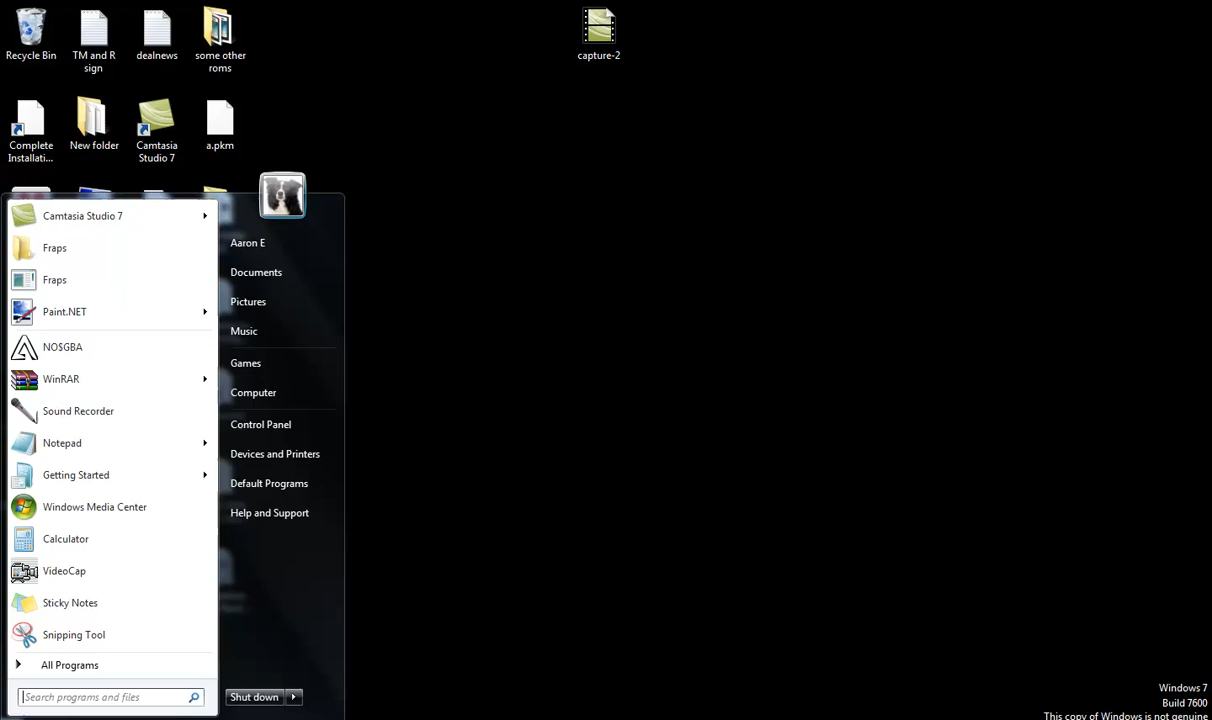 Recycle Bin
TM and R sign
dealnews
some other roms
capture-2
Complete Installati...
New folder
Camtasia Studio 7
a.pkm
Camtasia Studio 7
Fraps
Fraps
Paint.NET
NO$GBA
WinRAR
Sound Recorder
Notepad
Getting Started
Windows Media Center
Calculator
VideoCap
Sticky Notes
Snipping Tool
All Programs
Search programs and files
Aaron E
Documents
Pictures
Music
Games
Computer
Control Panel
Devices and Printers
Default Programs
Help and Support
Shut down
Windows 7
Build 7600
This copy of Windows is not genuine